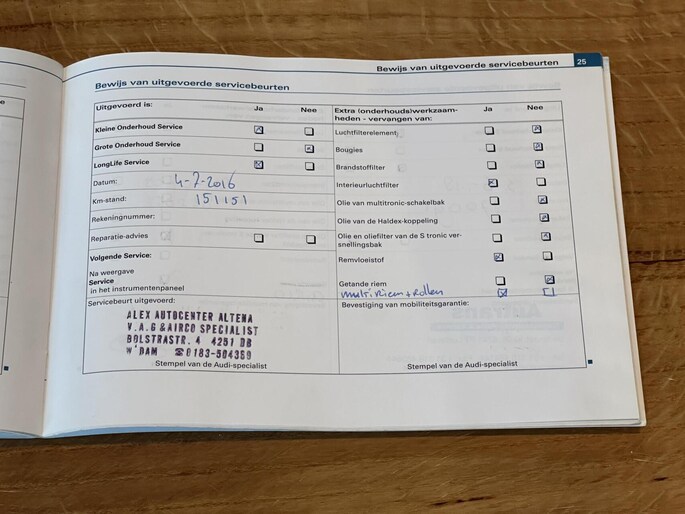 Bewijs van uitgevoerde servicebeurten 25
Bewijs van uitgevoerde servicebeurten
Uitgevoerd is: Ja Nee
Kleine Onderhoud Service
Grote Onderhoud Service
LongLife Service
Datum: 4-7-2016
Km-stand: 151151
Rekeningnummer:
Reparatie-advies
Volgende Service:
Na weergave
Service
in het instrumentenpaneel
Servicebeurt uitgevoerd:
ALEX AUTOCENTER ALTENA
V.A.G & AIRCO SPECIALIST
BOLSTRASTR. 4 4251 DB
W'DAM ☎ 0183-504350
Stempel van de Audi-specialist
Extra (onderhouds)werkzaam-
heden - vervangen van: Ja Nee
Luchtfilterelement
Bougies
Brandstoffilter
Interieurluchtfilter
Olie van multitronic-schakelbak
Olie van de Haldex-koppeling
Olie en oliefilter van de S tronic ver-
snellingsbak
Remvloeistof
Getande riem
multi riem + Rollen
Bevestiging van mobiliteitsgarantie:
Stempel van de Audi-specialist